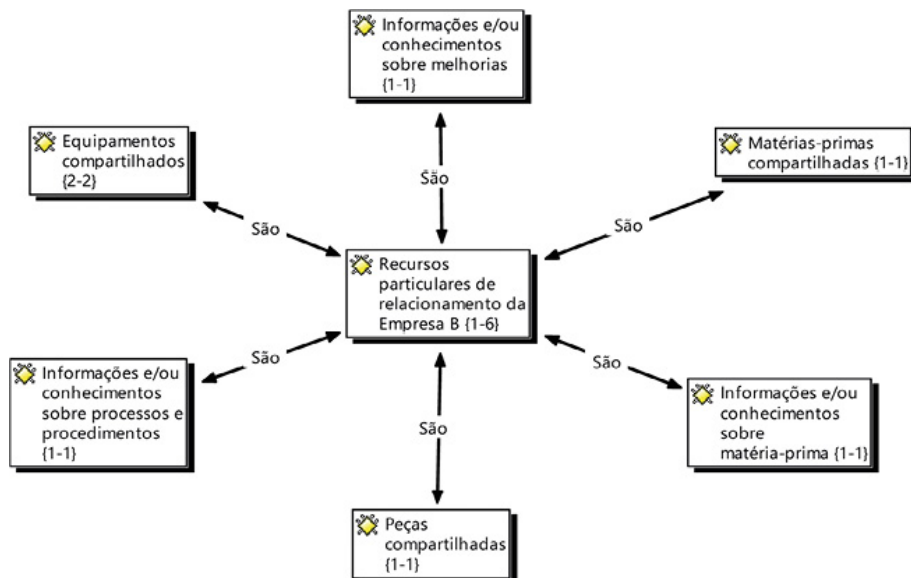 Informações e/ou
conhecimentos
sobre melhorias
{1-1}
Equipamentos
compartilhados
{2-2}
Matérias-primas
compartilhadas {1-1}
São
São
São
Recursos
particulares de
relacionamento da
Empresa B {1-6}
São
São
São
Informações e/ou
conhecimentos
sobre processos e
procedimentos
{1-1}
Informações e/ou
conhecimentos
sobre
matéria-prima {1-1}
Peças
compartilhadas
{1-1}